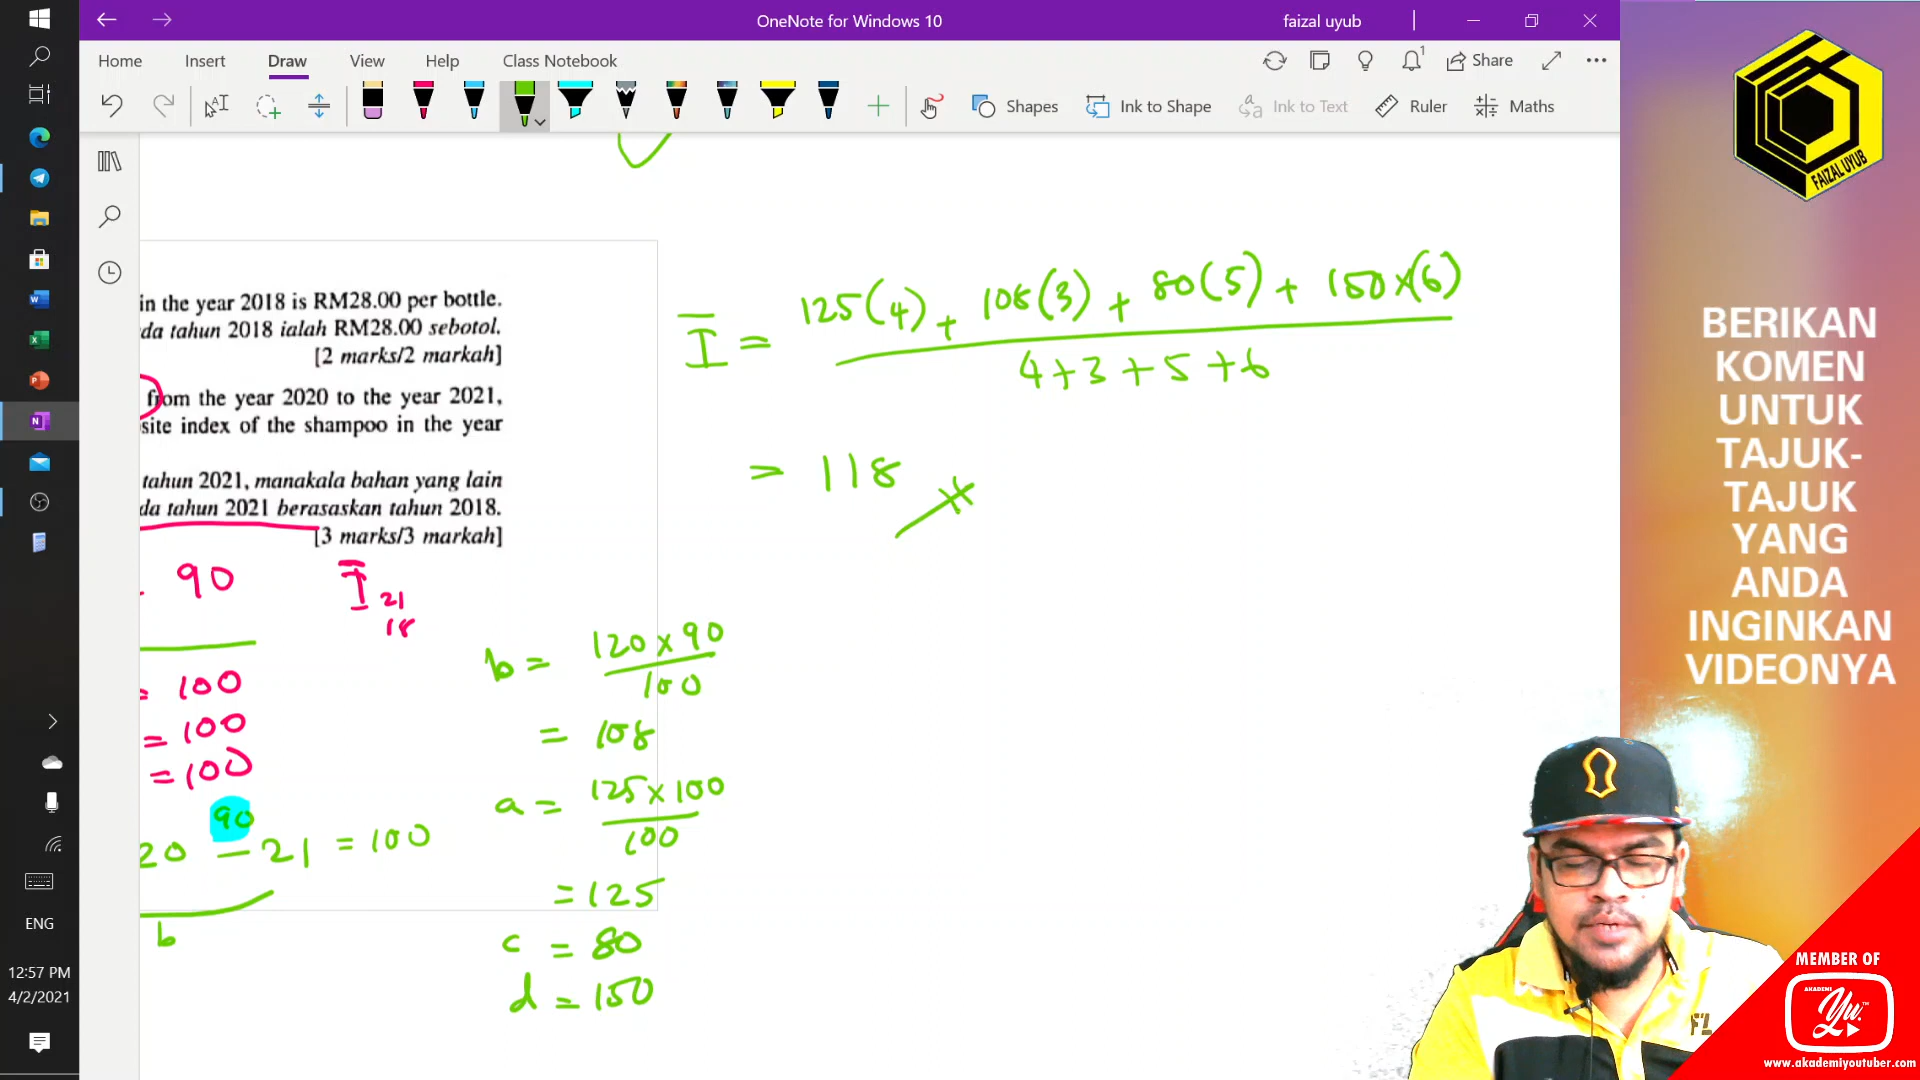 OneNote for Windows 10
faizal uyub
Home Insert Draw View Help Class Notebook
1
Share
Shapes
Ink to Shape
Ink to Text
Ruler
Maths
in the year 2018 is RM28.00 per bottle.
da tahun 2018 ialah RM28.00 sebotol.
[2 marks/2 markah]
from the year 2020 to the year 2021,
site index of the shampoo in the year
tahun 2021, manakala bahan yang lain
da tahun 2021 berasaskan tahun 2018.
[3 marks/3 markah]
90
I 21
18
= 100
= 100
= 100
90
20 — 21 = 100
b
b = 120 x 90
100
= 108
a = 125 x 100
100
= 125
c = 80
d = 150
I = 125(4) + 108(3) + 80(5) + 150x(6)
4 + 3 + 5 + 6
= 118
ENG
12:57 PM
4/2/2021
FAIZAL UYUB
BERIKAN
KOMEN
UNTUK
TAJUK-
TAJUK
YANG
ANDA
INGINKAN
VIDEONYA
MEMBER OF
AKADEMI
Yu
www.akademiyoutuber.com